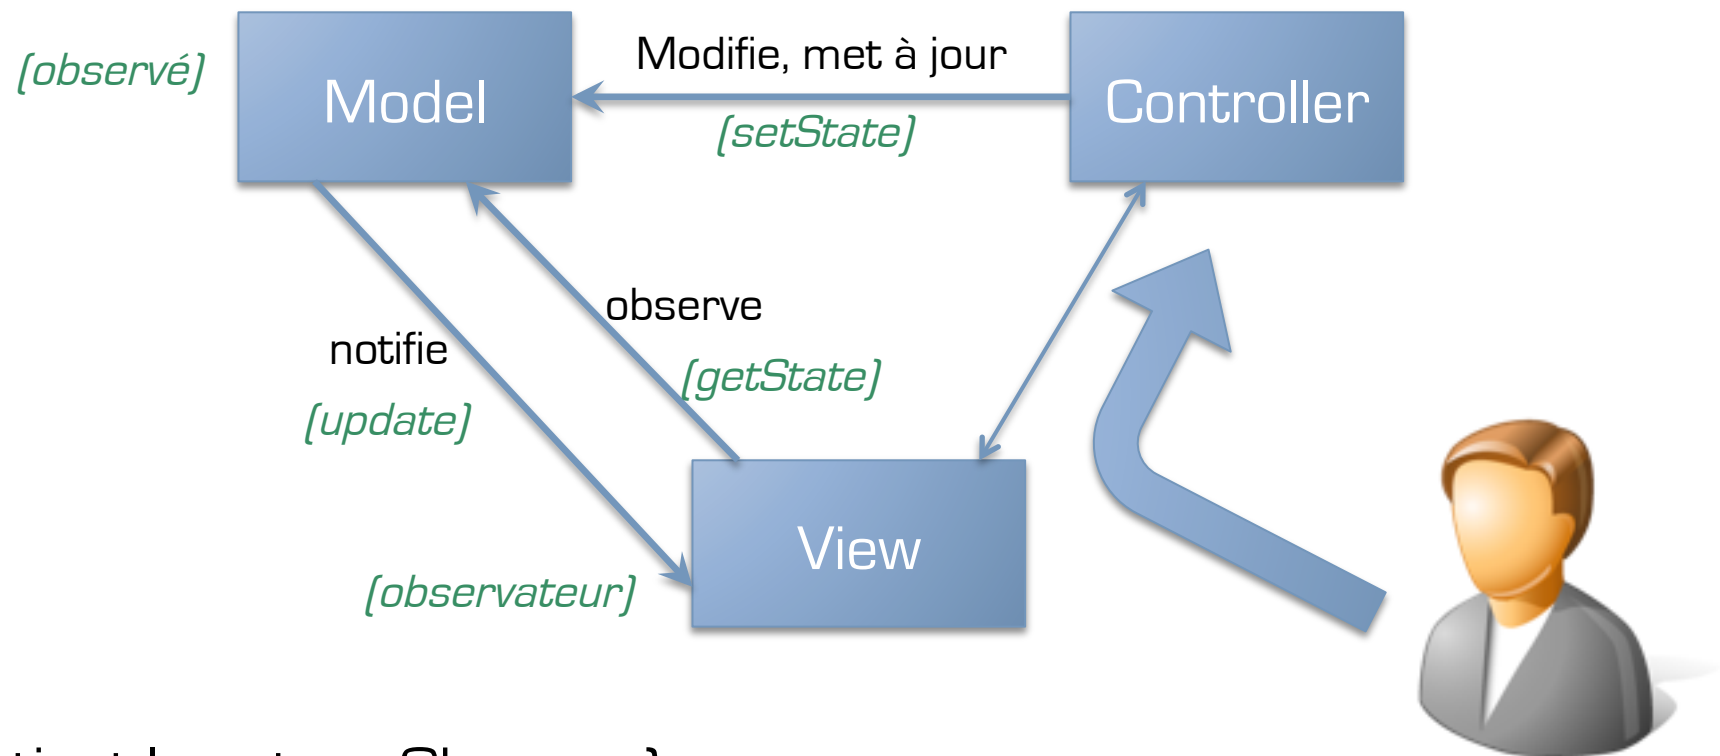 (observé)
Model
Modifie, met à jour
(setState)
Controller
observe
notifie
(getState)
(update)
View
(observateur)